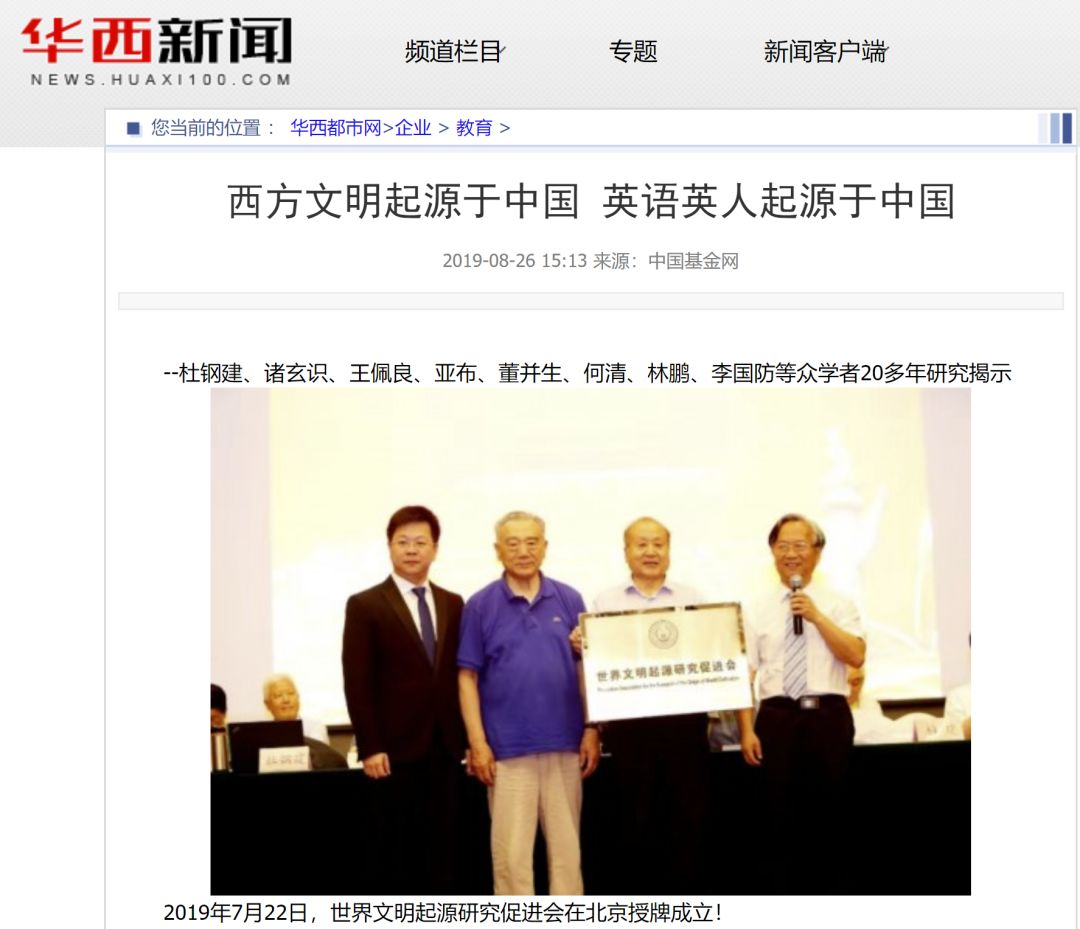 华西新闻
NEWS.HUAXI100.COM
频道栏目 专题 新闻客户端
您当前的位置 ： 华西都市网>企业 > 教育 >
西方文明起源于中国 英语英人起源于中国
2019-08-26 15:13 来源：中国基金网
--杜钢建、诸玄识、王佩良、亚布、董并生、何清、林鹏、李国防等众学者20多年研究揭示
世界文明起源研究促进会
2019年7月22日，世界文明起源研究促进会在北京授牌成立！